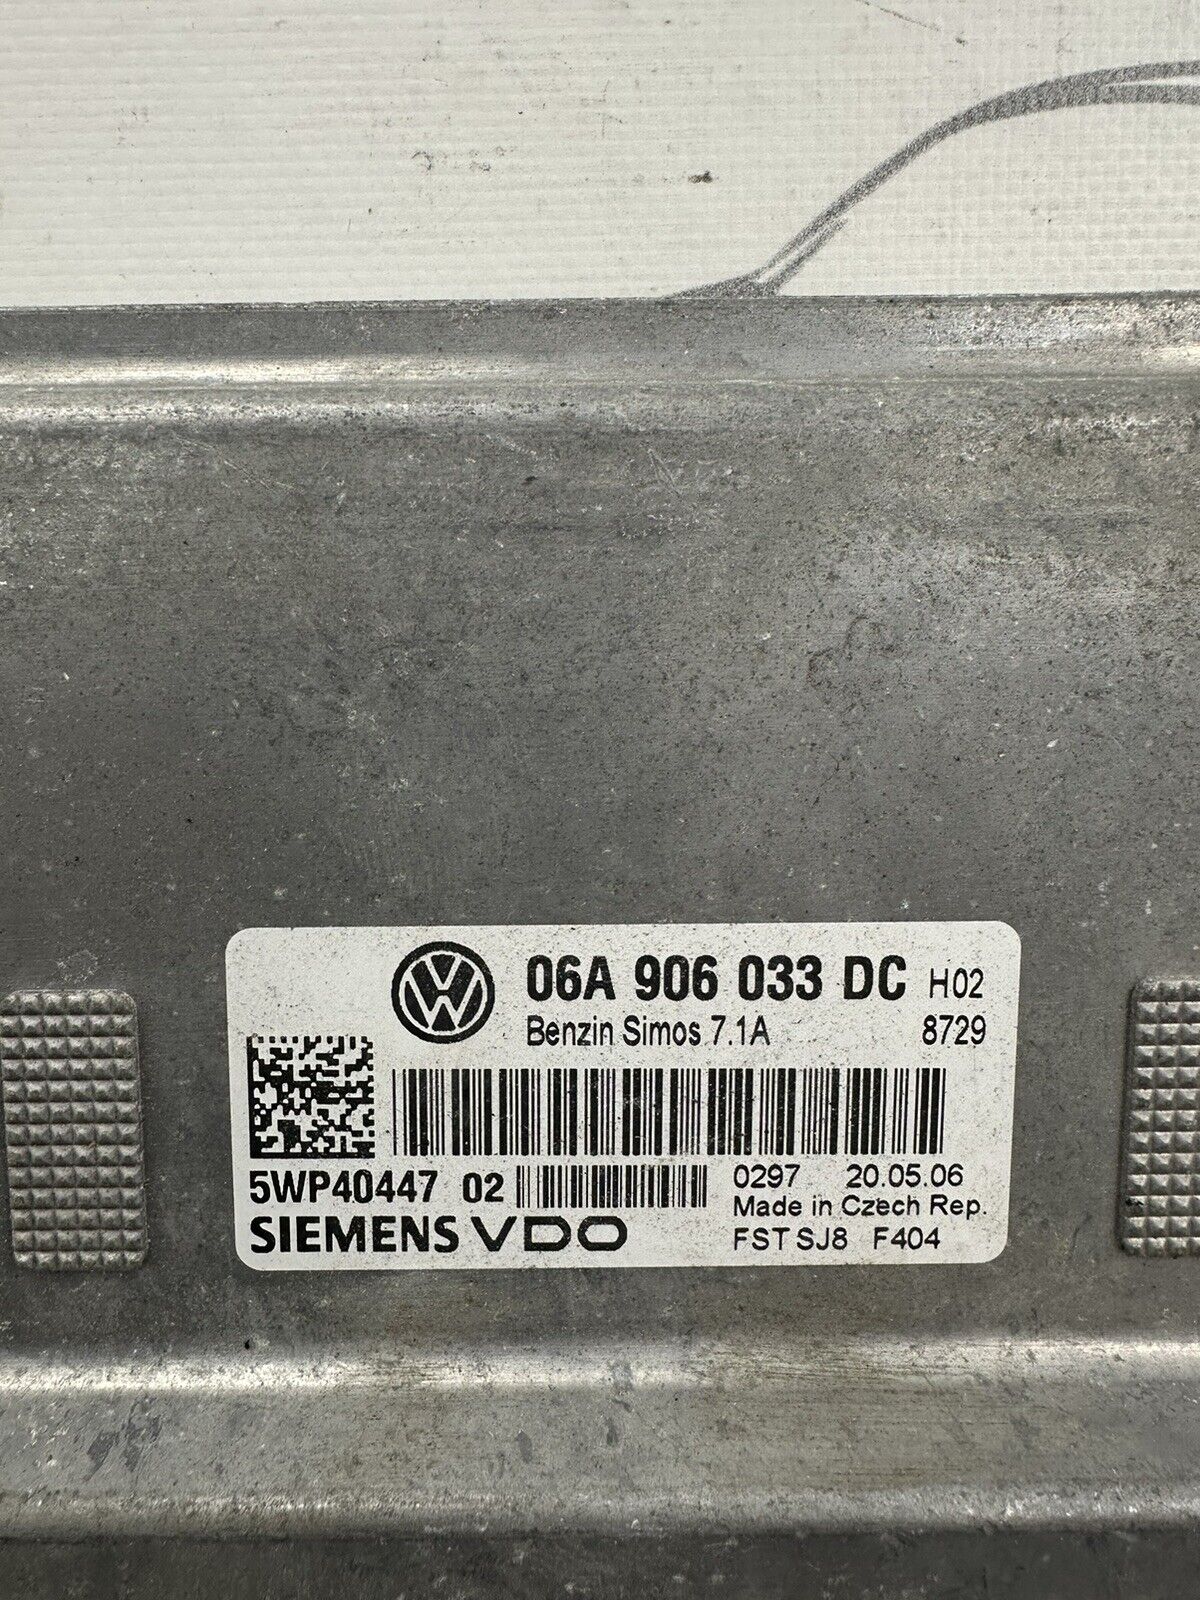 06A 906 033 DC H02
Benzin Simos 7.1A 8729
5WP40447 02
0297 20.05.06
Made in Czech Rep.
SIEMENS VDO
FST SJ8 F404